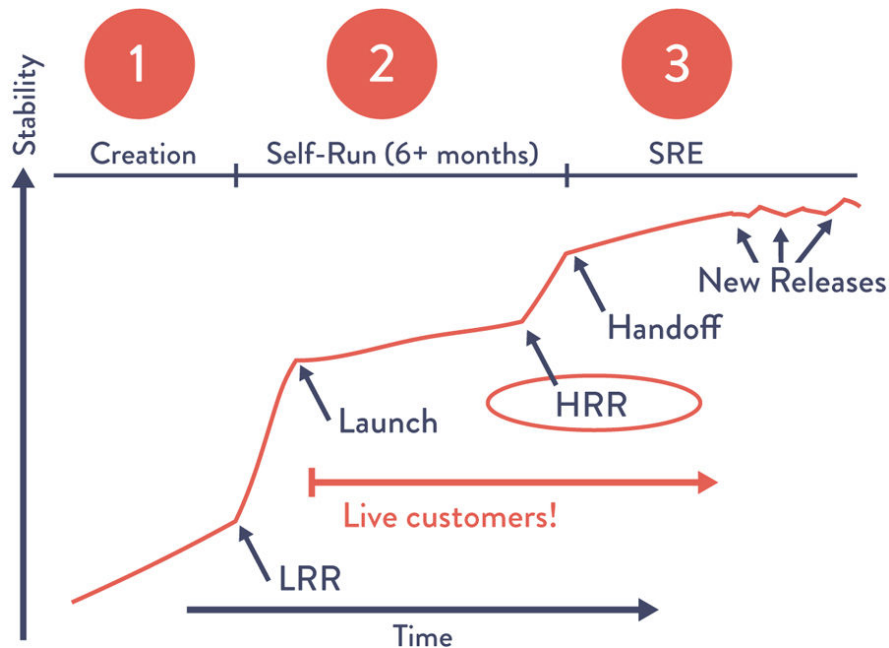 1
2
3
Stability
Creation
Self-Run (6+ months)
SRE
New Releases
Handoff
HRR
Launch
Live customers!
LRR
Time